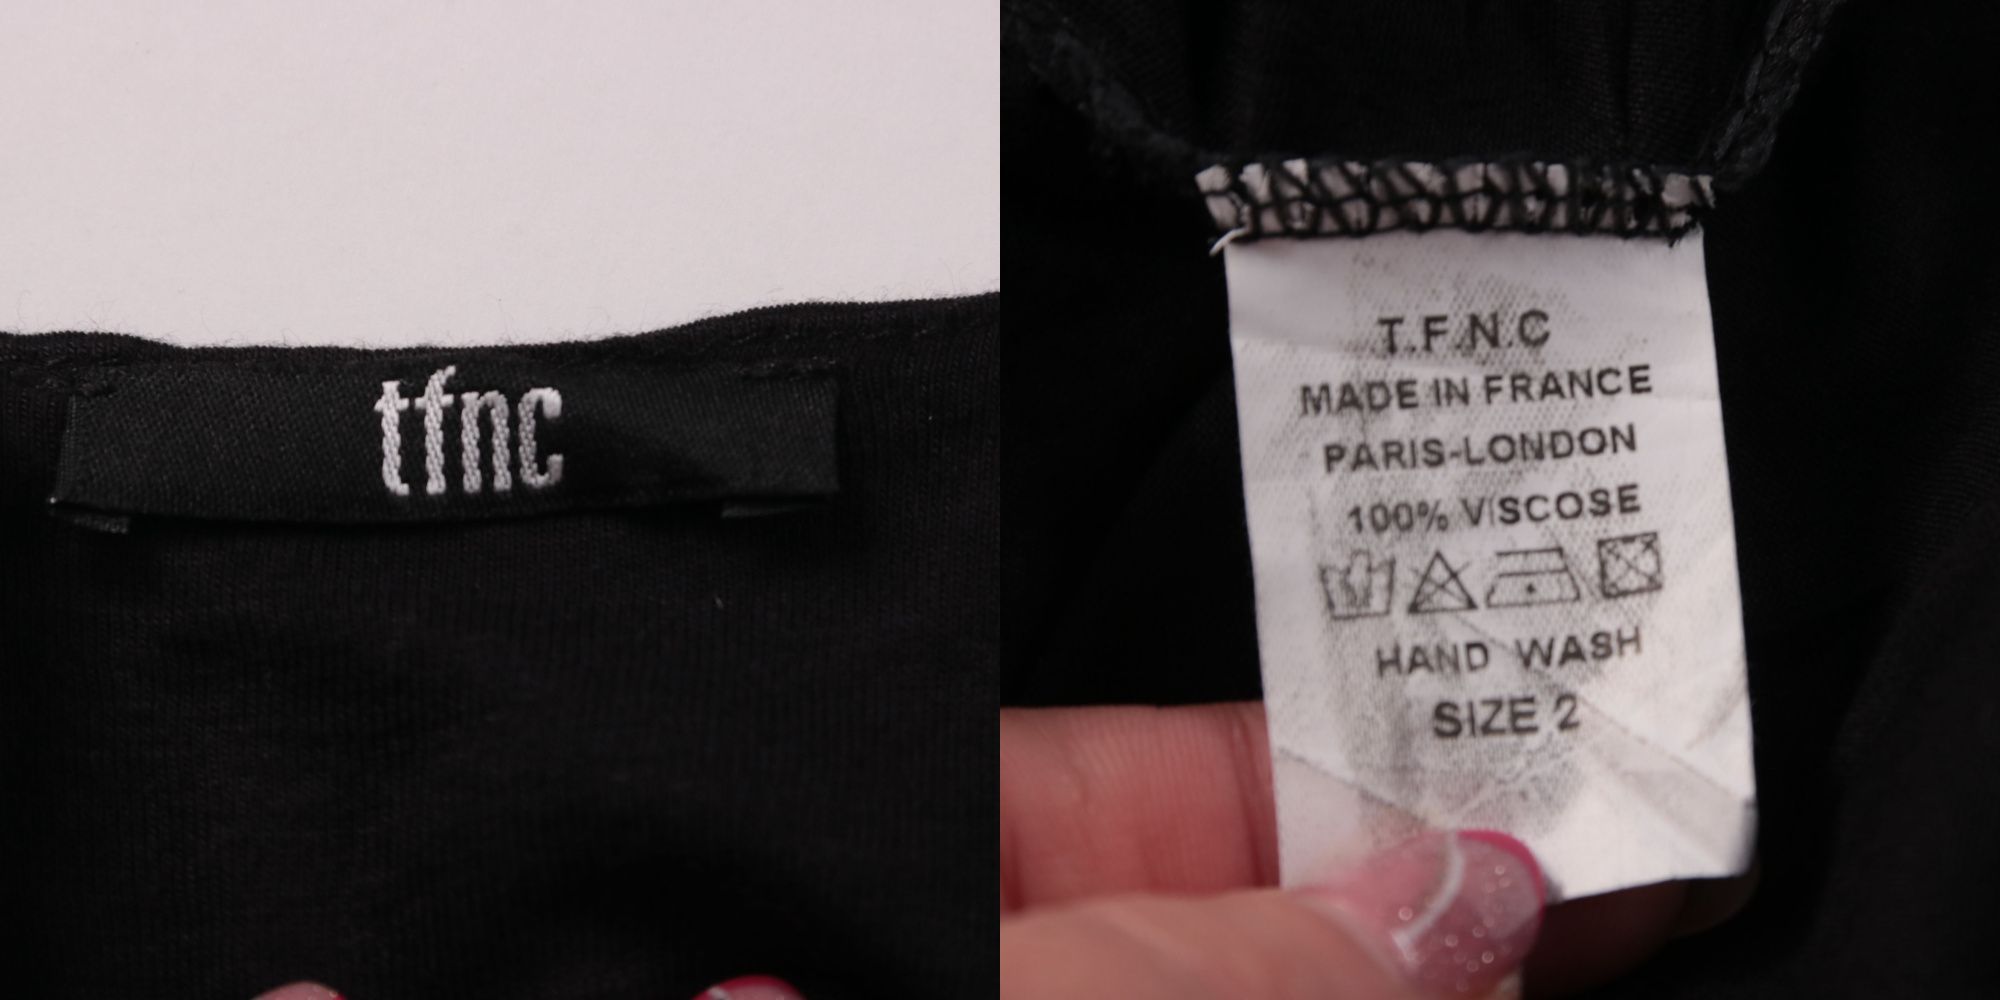 tfnc
T.F.N.C
MADE IN FRANCE
PARIS-LONDON
100% VISCOSE
HAND WASH
SIZE 2